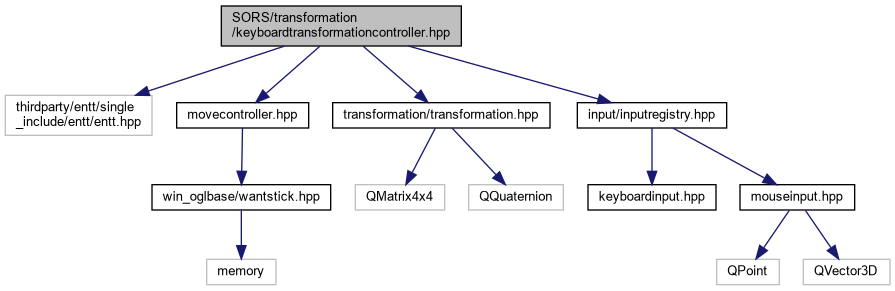 SORS/transformation
/keyboardtransformationcontroller.hpp
thirdparty/entt/single
_include/entt/entt.hpp
movecontroller.hpp
transformation/transformation.hpp
input/inputregistry.hpp
win_oglbase/wantstick.hpp
QMatrix4x4
QQuaternion
keyboardinput.hpp
mouseinput.hpp
memory
QPoint
QVector3D